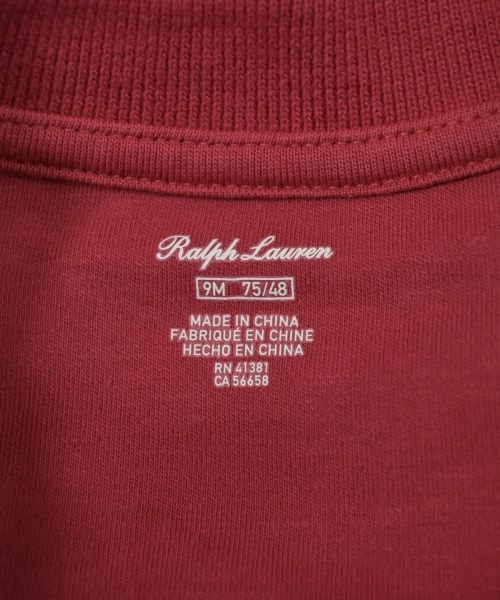 Ralph Lauren
9M 75/48
MADE IN CHINA
FABRIQUÉ EN CHINE
HECHO EN CHINA
RN 41381
CA 56658